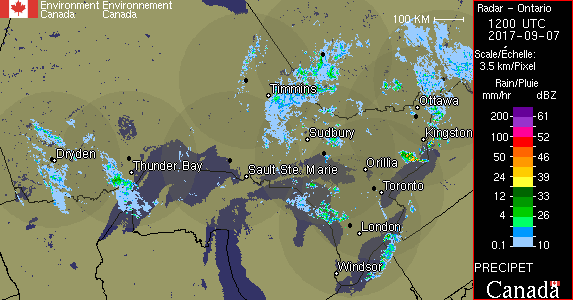 Environment Environnement
Canada Canada
100 KM
Timmins
Ottawa
Sudbury
Kingston
Dryden
Thunder Bay
Sault-Ste. Marie
Orillia
Toronto
London
Windsor
Radar - Ontario
1200 UTC
2017-09-07
Scale/Échelle:
3.5 km/Pixel
Rain/Pluie
mm/hr dBZ
200 61
100 52
50 46
24 39
12 33
4 26
2 20
0.1 10
PRECIPET
Canada